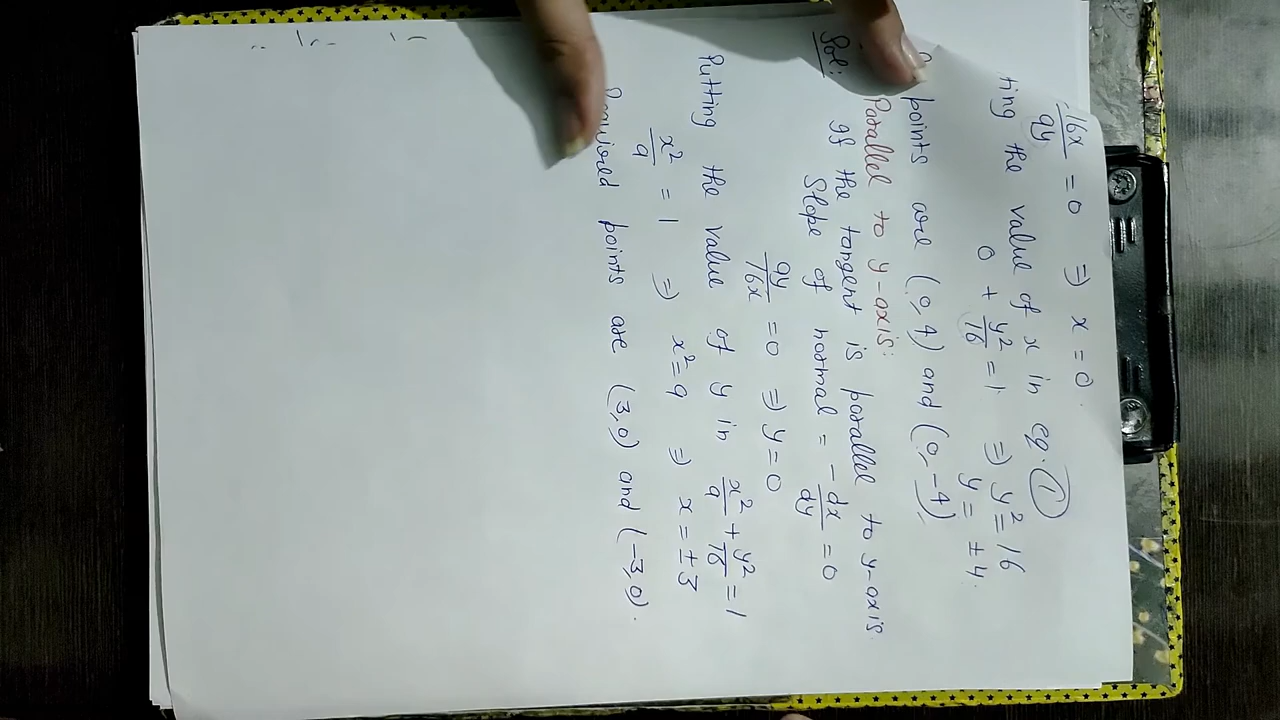 -16x/9y = 0 ⇒ x = 0.
ting the value of x in eq. (1)
0 + y²/16 = 1 ⇒ y² = 16
y = ±4.
points are (0,4) and (0,-4).
Parallel to y-axis:
Sol: If the tangent is parallel to y-axis.
Slope of normal = -dx/dy = 0
9y/16x = 0 ⇒ y = 0
Putting the value of y in x²/9 + y²/16 = 1
x²/9 = 1 ⇒ x² = 9 ⇒ x = ±3
Required points are (3,0) and (-3,0).